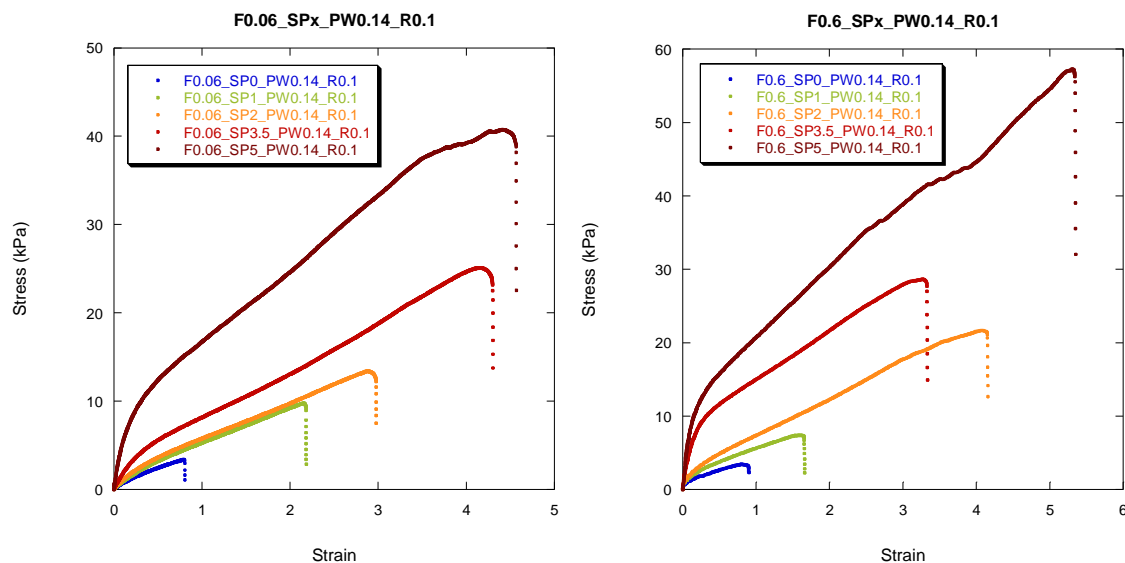 F0.06_SPx_PW0.14_R0.1
50
40
30
20
10
0
Stress (kPa)
F0.06_SP0_PW0.14_R0.1
F0.06_SP1_PW0.14_R0.1
F0.06_SP2_PW0.14_R0.1
F0.06_SP3.5_PW0.14_R0.1
F0.06_SP5_PW0.14_R0.1
0 1 2 3 4 5
Strain
F0.6_SPx_PW0.14_R0.1
60
50
40
30
20
10
0
Stress (kPa)
F0.6_SP0_PW0.14_R0.1
F0.6_SP1_PW0.14_R0.1
F0.6_SP2_PW0.14_R0.1
F0.6_SP3.5_PW0.14_R0.1
F0.6_SP5_PW0.14_R0.1
0 1 2 3 4 5 6
Strain